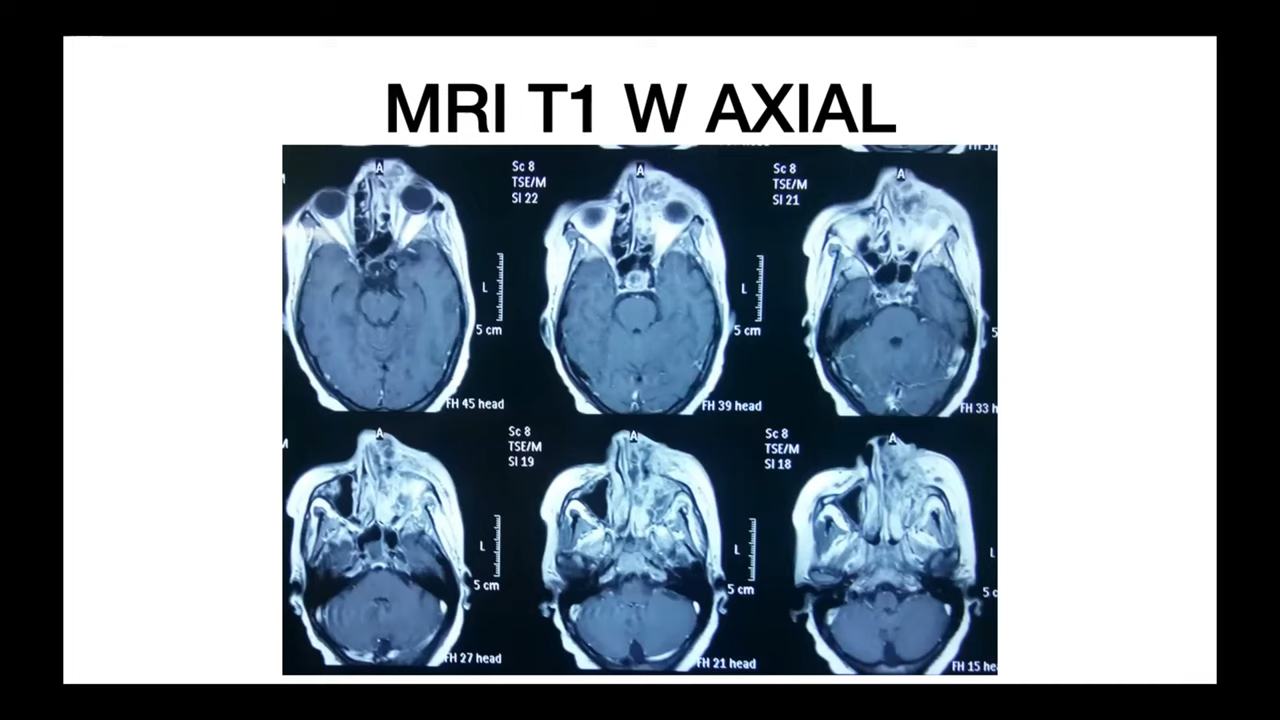 MRI T1 W AXIAL
A
Sc 8
TSE/M
SI 22
L
5 cm
FH 45 head
A
Sc 8
TSE/M
SI 21
L
5 cm
FH 39 head
A
FH 33 h
A
Sc 8
TSE/M
SI 19
L
5 cm
FH 27 head
A
Sc 8
TSE/M
SI 18
L
5 cm
FH 21 head
A
L
5 c
FH 15 hea